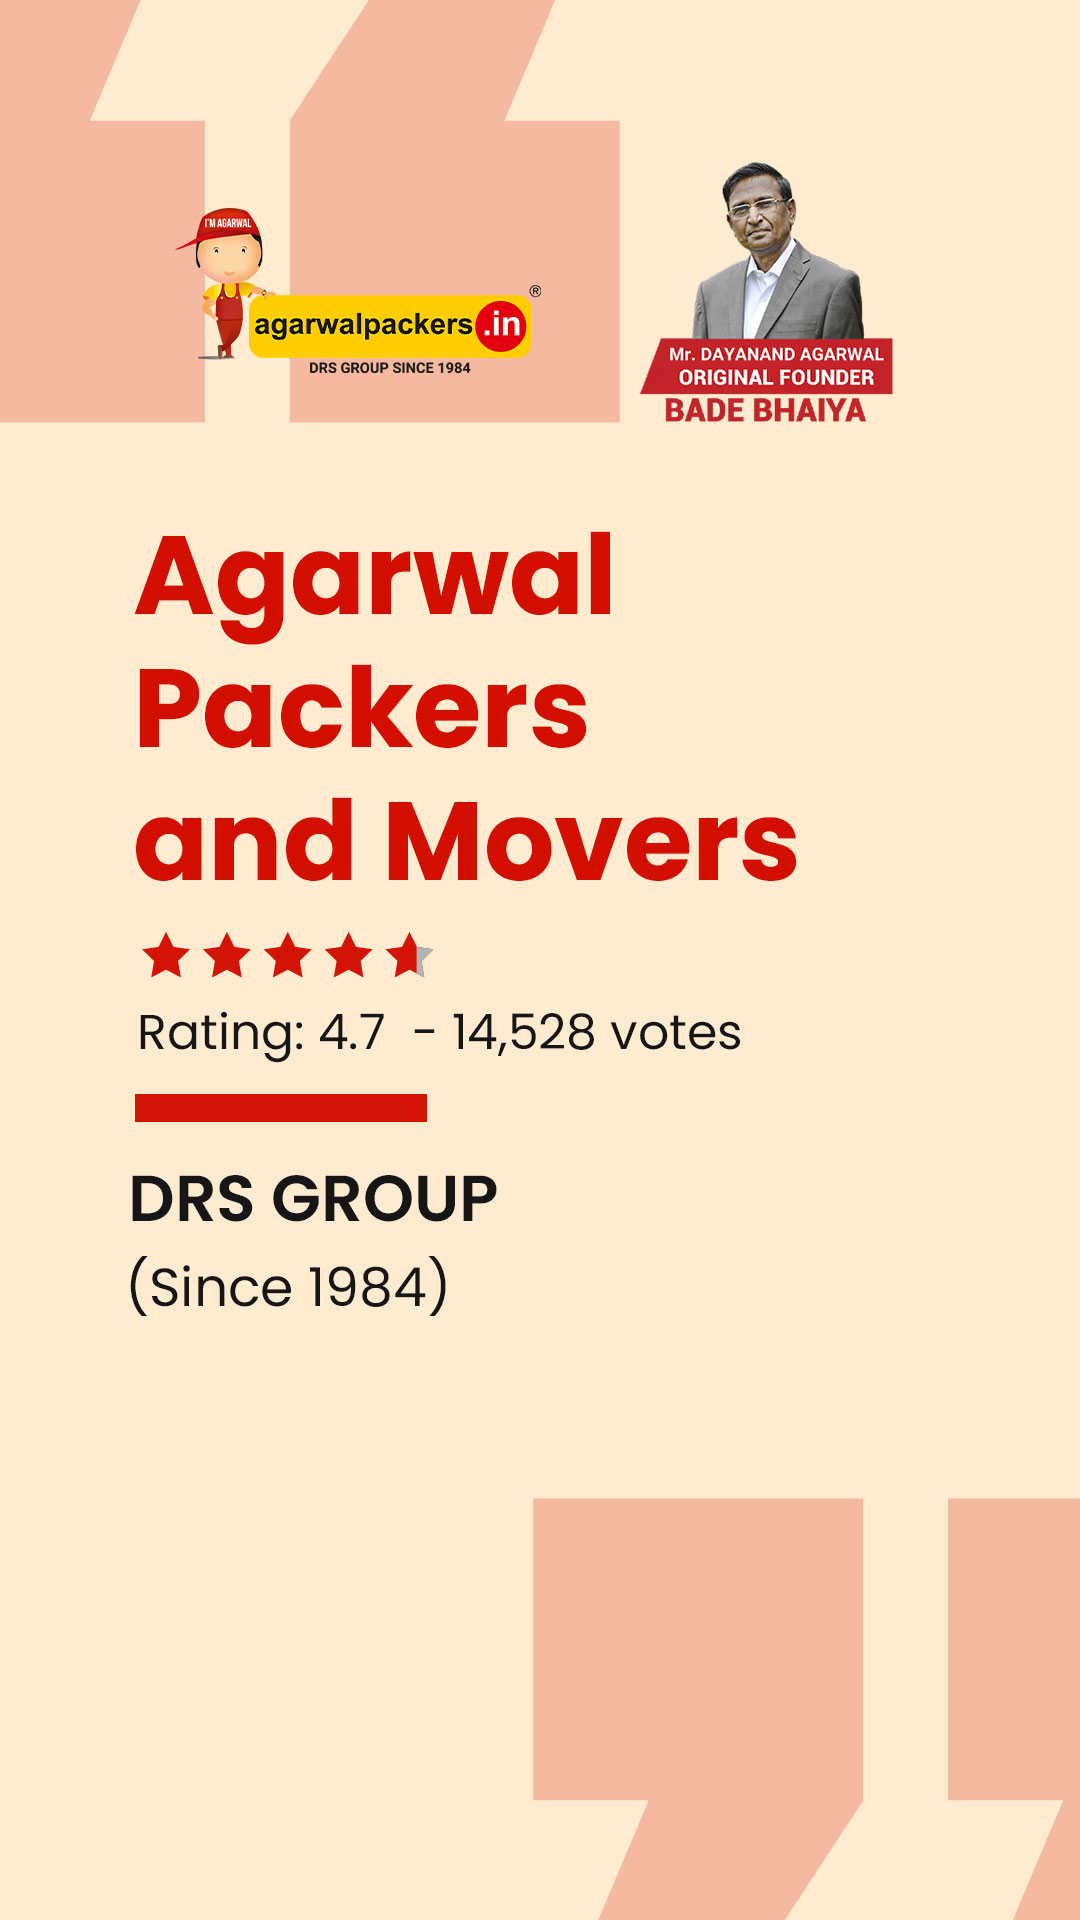 I'M AGARWAL
agarwalpackers.in®
DRS GROUP SINCE 1984
Mr. DAYANAND AGARWAL
ORIGINAL FOUNDER
BADE BHAIYA
Agarwal
Packers
and Movers
Rating: 4.7 - 14,528 votes
DRS GROUP
(Since 1984)